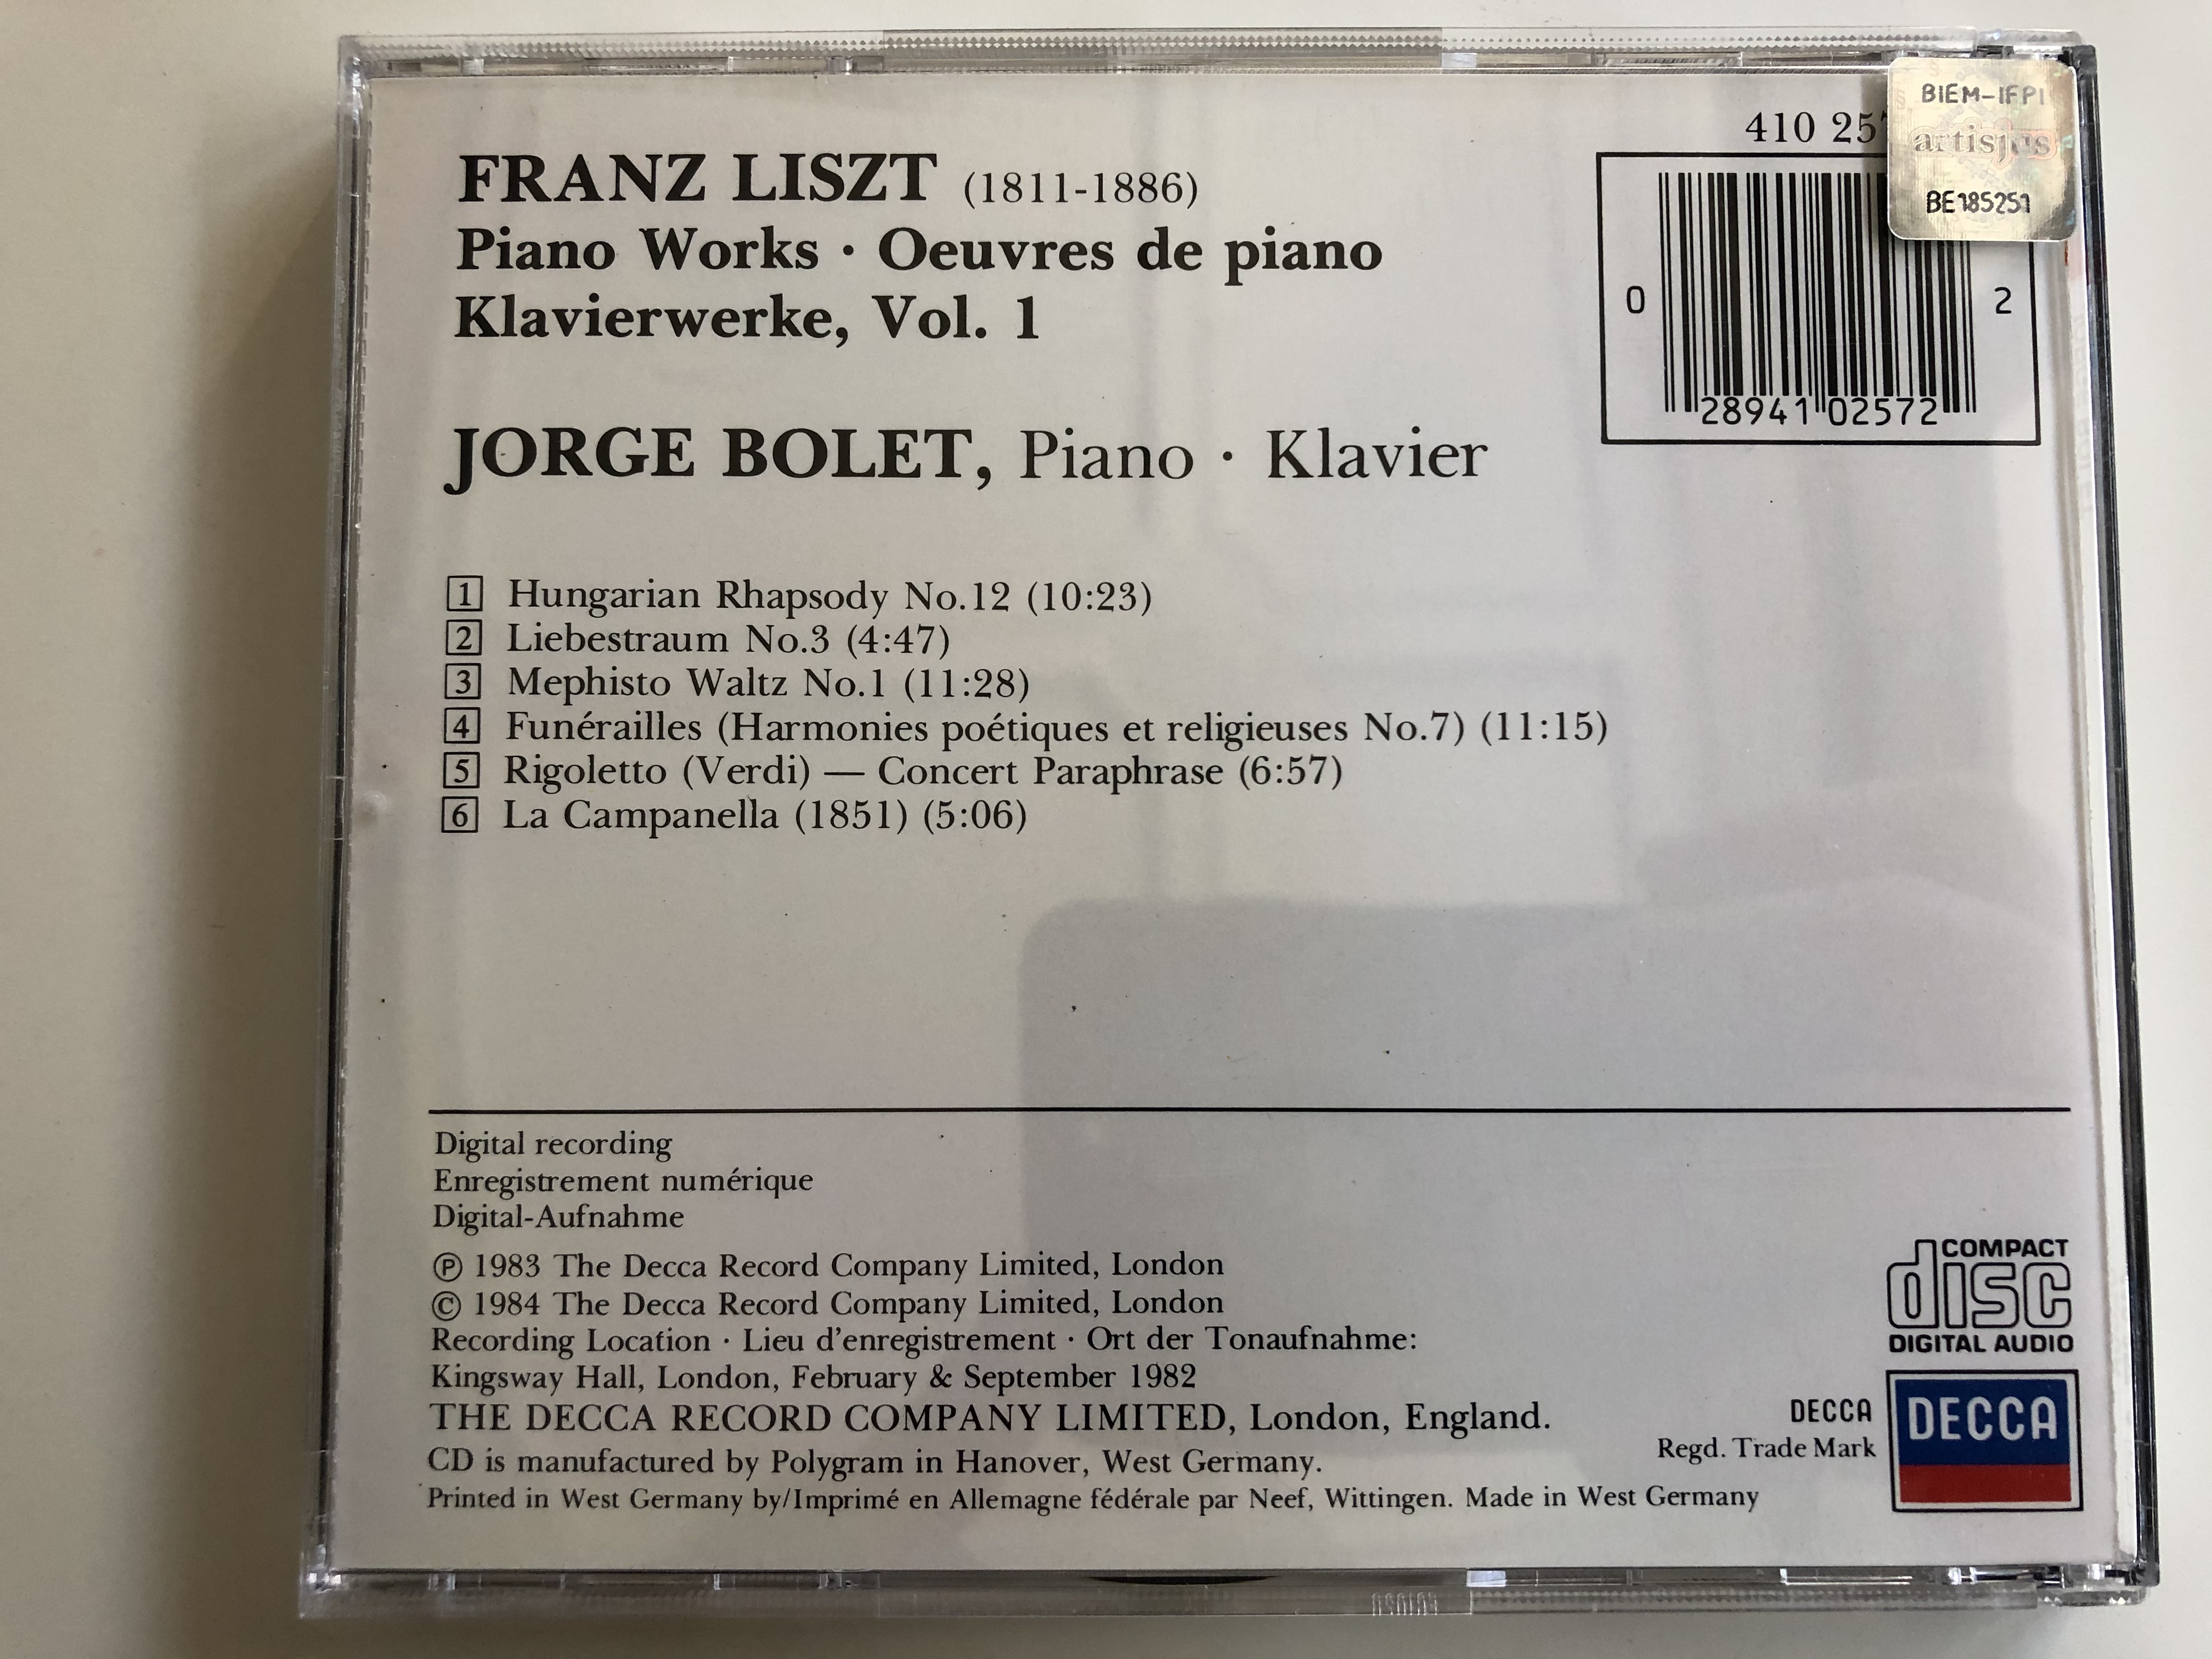 410 25
BIEM-IFPI
artisjus
BE185251
FRANZ LISZT (1811-1886)
Piano Works · Oeuvres de piano
Klavierwerke, Vol. 1
0 28941 02572 2
JORGE BOLET, Piano · Klavier
1 Hungarian Rhapsody No.12 (10:23)
2 Liebestraum No.3 (4:47)
3 Mephisto Waltz No.1 (11:28)
4 Funérailles (Harmonies poétiques et religieuses No.7) (11:15)
5 Rigoletto (Verdi) — Concert Paraphrase (6:57)
6 La Campanella (1851) (5:06)
Digital recording
Enregistrement numérique
Digital-Aufnahme
℗ 1983 The Decca Record Company Limited, London
© 1984 The Decca Record Company Limited, London
Recording Location · Lieu d'enregistrement · Ort der Tonaufnahme:
Kingsway Hall, London, February & September 1982
THE DECCA RECORD COMPANY LIMITED, London, England.
CD is manufactured by Polygram in Hanover, West Germany.
Printed in West Germany by/Imprimé en Allemagne fédérale par Neef, Wittingen. Made in West Germany
COMPACT
disc
DIGITAL AUDIO
DECCA
Regd. Trade Mark
DECCA